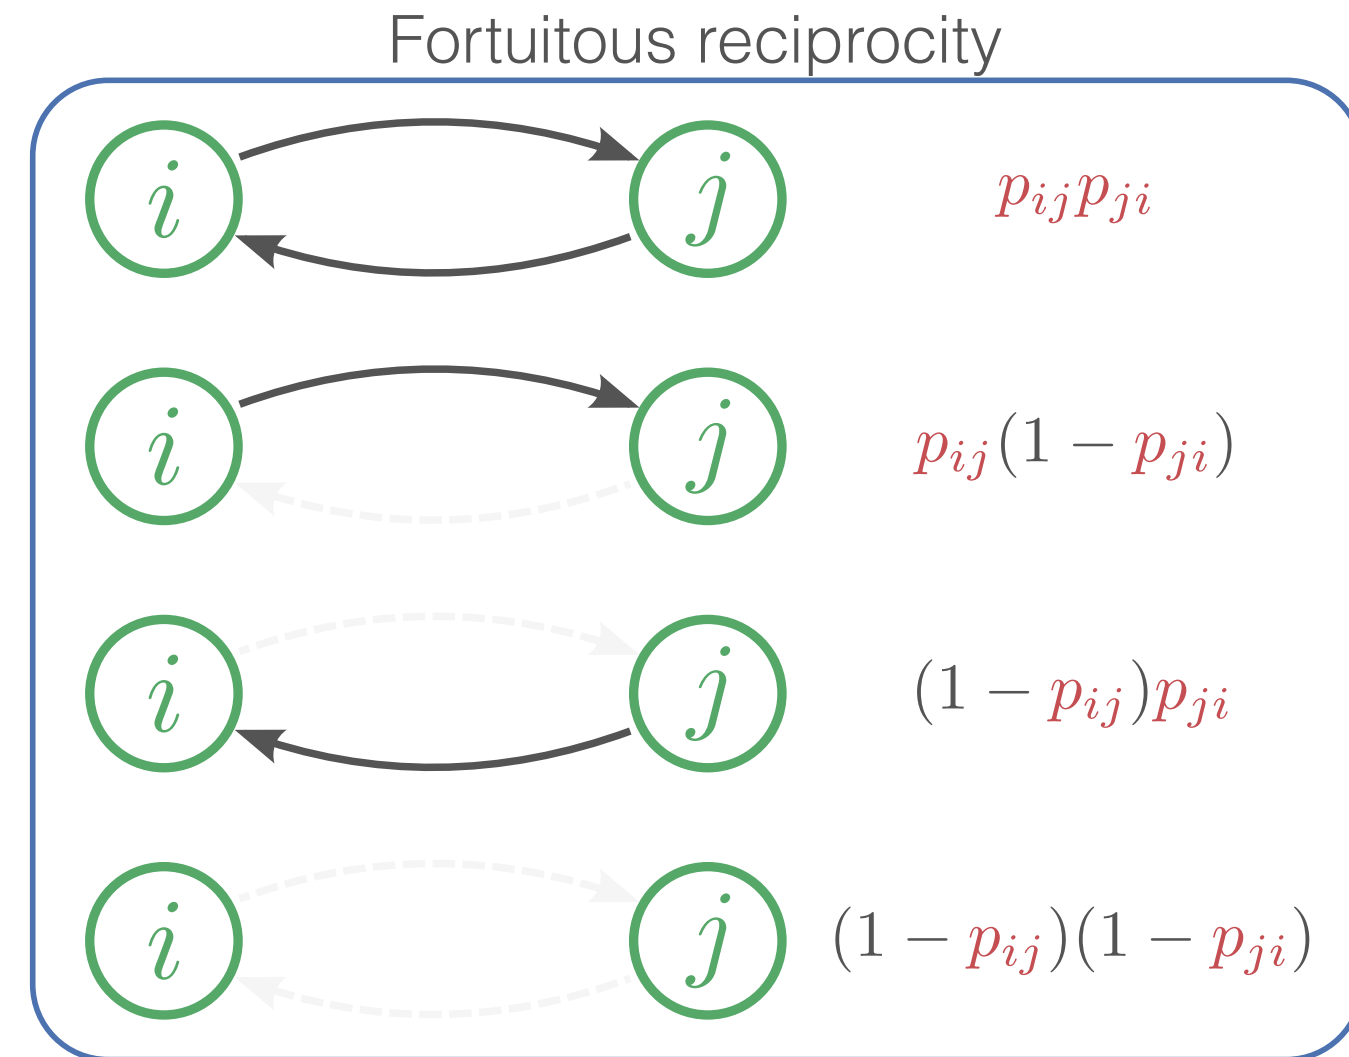 Fortuitous reciprocity
i j p_{ij}p_{ji}
i j p_{ij}(1 − p_{ji})
i j (1 − p_{ij})p_{ji}
i j (1 − p_{ij})(1 − p_{ji})